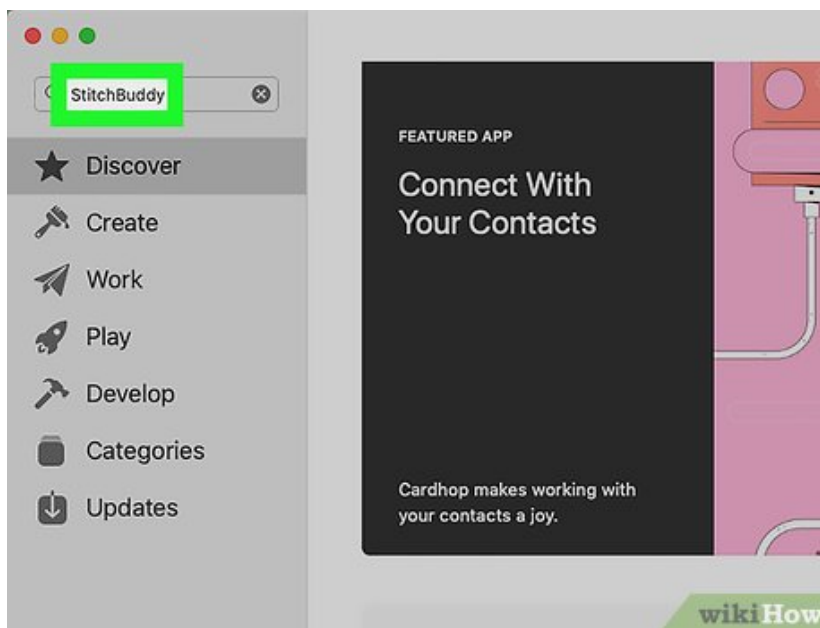 StitchBuddy
Discover
Create
Work
Play
Develop
Categories
Updates
FEATURED APP
Connect With
Your Contacts
Cardhop makes working with
your contacts a joy.
wikiHow